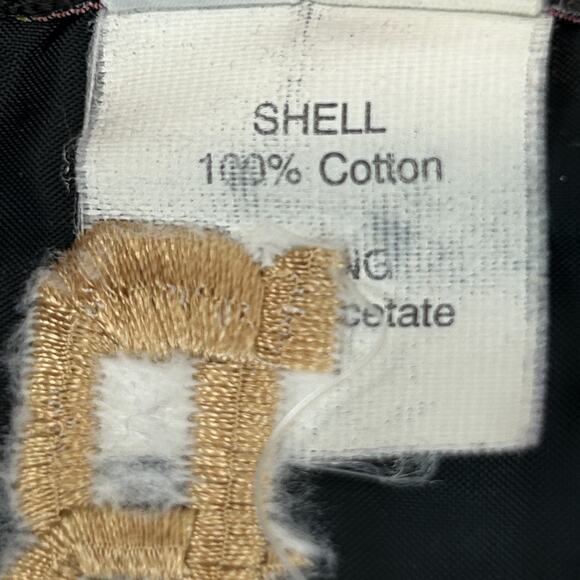 SHELL
100% Cotton
NG
cetate